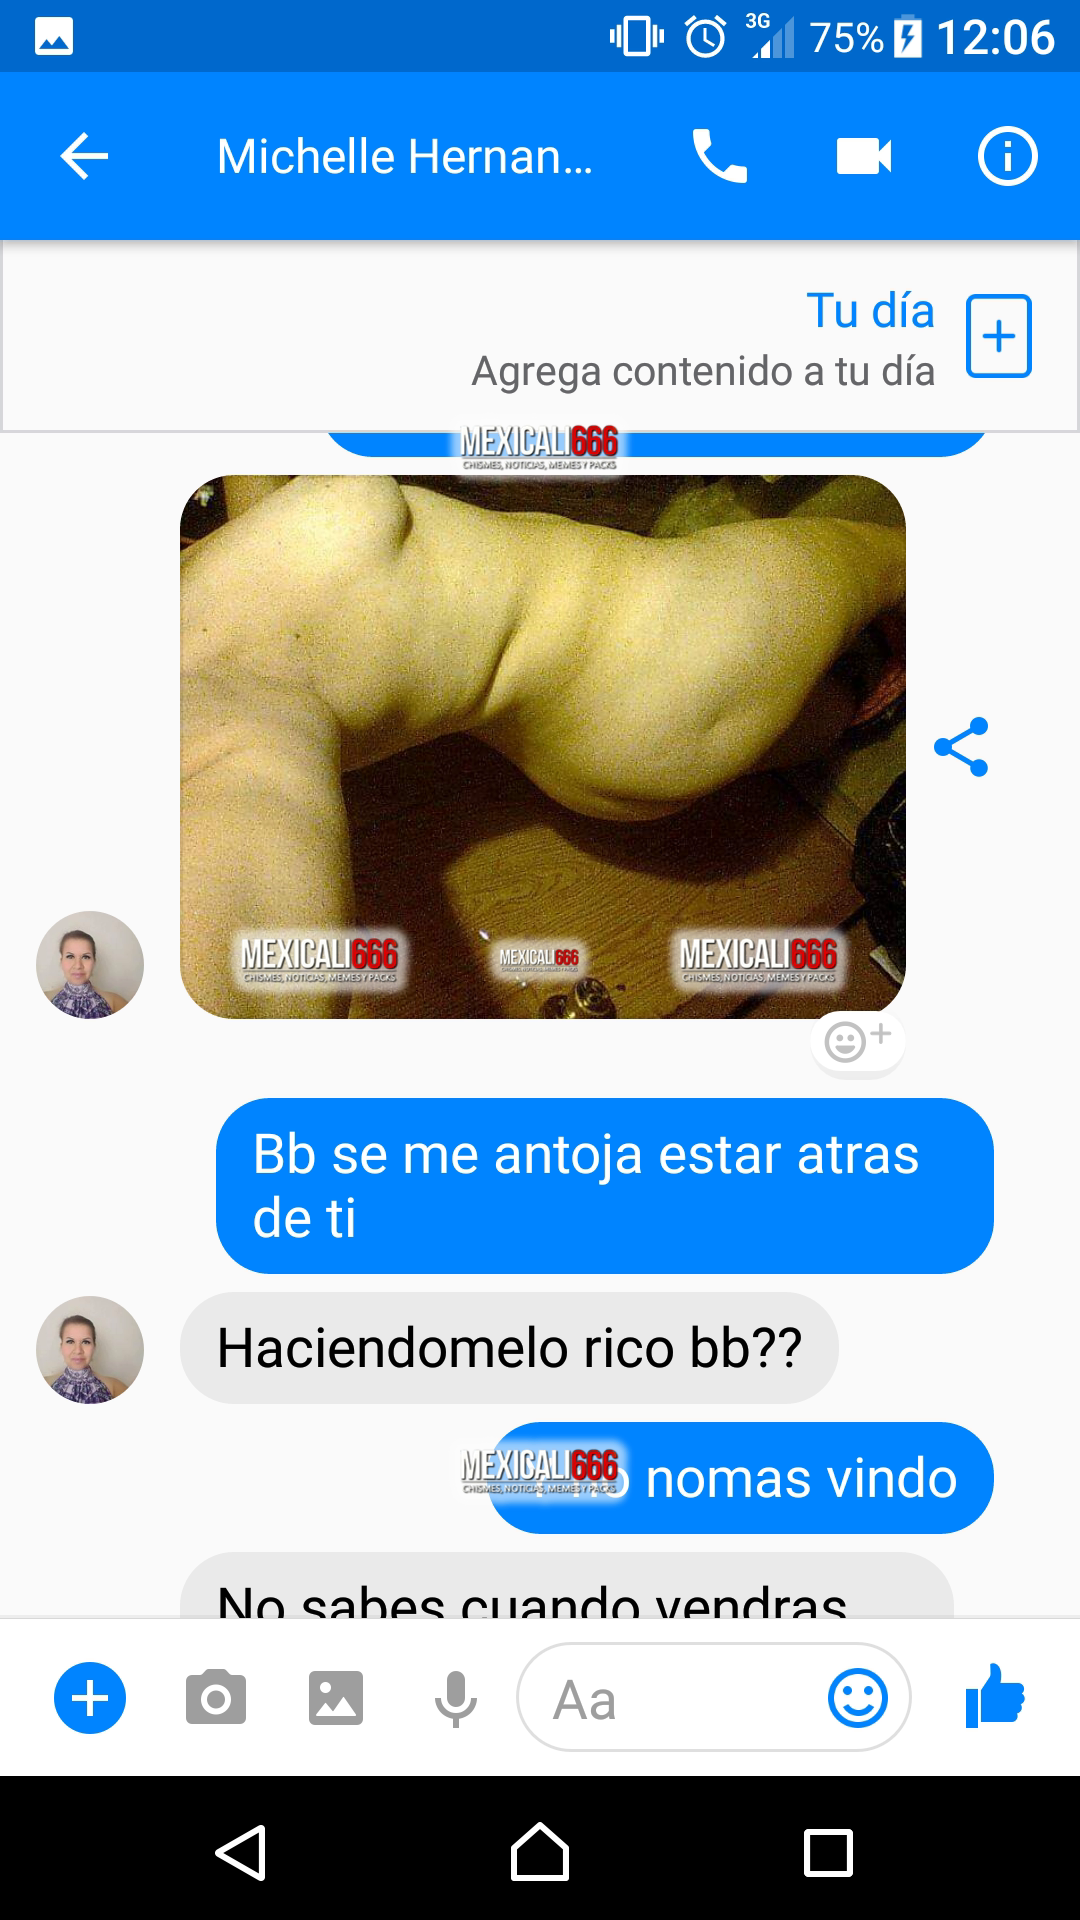 3G 75% 12:06
Michelle Hernan...
Tu día
Agrega contenido a tu día
MEXICALI666
CHISMES, NOTICIAS, MEMES Y PACKS
MEXICALI666 MEXICALI666 MEXICALI666
CHISMES, NOTICIAS, MEMES Y PACKS CHISMES, NOTICIAS, MEMES Y PACKS
Bb se me antoja estar atras
de ti
Haciendomelo rico bb??
MEXICALI666 nomas vindo
CHISMES, NOTICIAS, MEMES Y PACKS
No sabes cuando vendras
Aa